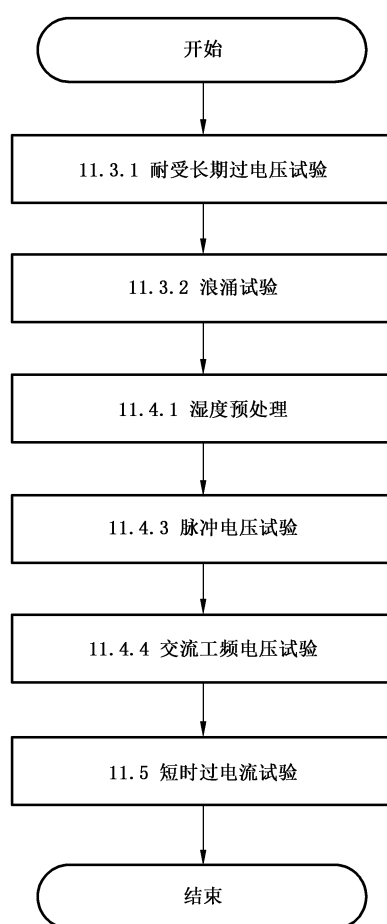 开始
11.3.1 耐受长期过电压试验
11.3.2 浪涌试验
11.4.1 湿度预处理
11.4.3 脉冲电压试验
11.4.4 交流工频电压试验
11.5 短时过电流试验
结束